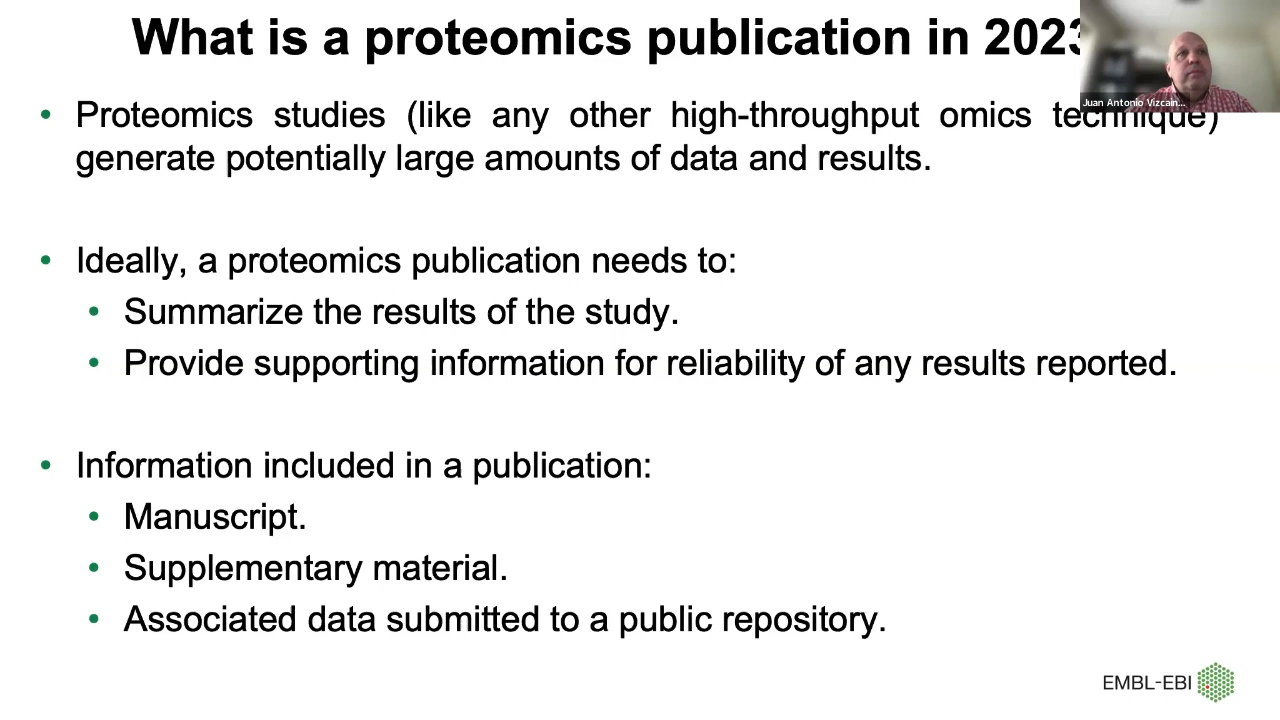 What is a proteomics publication in 2023
Juan Antonio Vizcain...
• Proteomics studies (like any other high-throughput omics technique)
generate potentially large amounts of data and results.
• Ideally, a proteomics publication needs to:
• Summarize the results of the study.
• Provide supporting information for reliability of any results reported.
• Information included in a publication:
• Manuscript.
• Supplementary material.
• Associated data submitted to a public repository.
EMBL-EBI